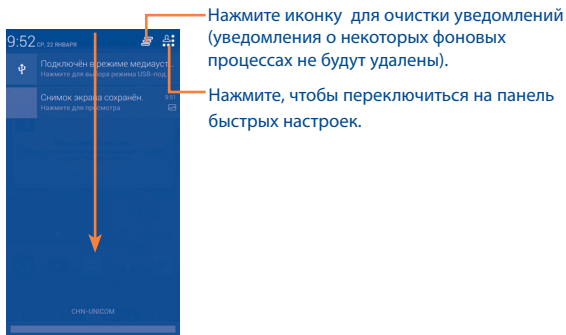 Нажмите иконку для очистки уведомлений
(уведомления о некоторых фоновых
процессах не будут удалены).
Нажмите, чтобы переключиться на панель
быстрых настроек.
9:52 СР, 22 ЯНВАРЯ
Подключён в режиме медиауст...
Нажмите для выбора режима USB-под...
Снимок экрана сохранён. 9:51
Нажмите для просмотра
CHN-UNICOM